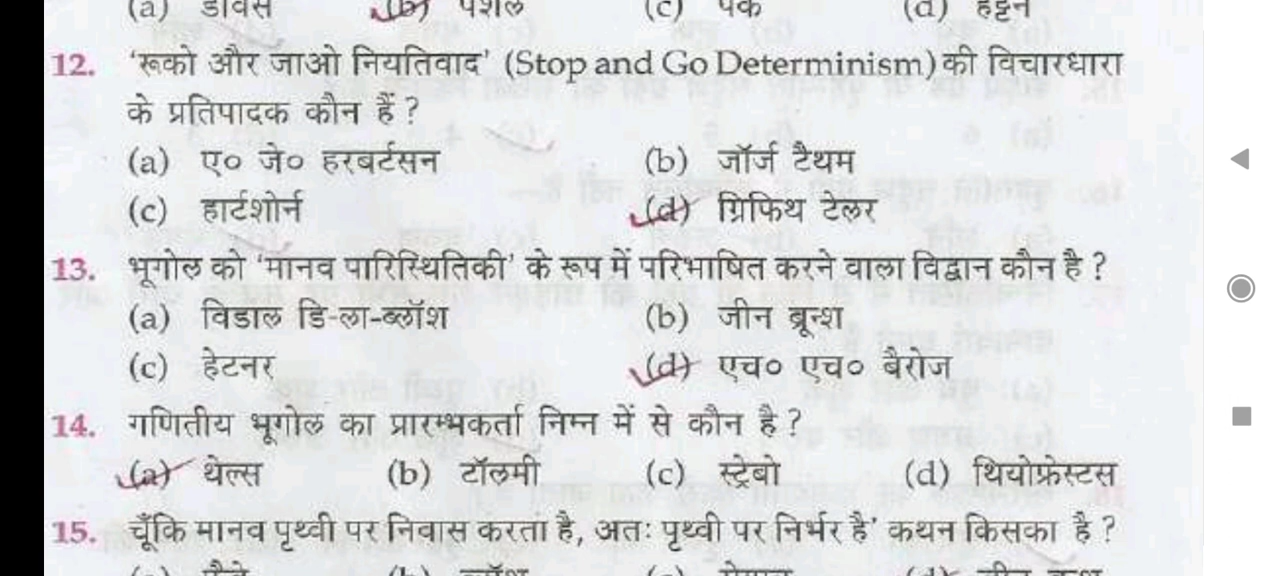 (a) डेविस (b) पेशेल (c) पेंक (d) हट्टन
12. 'रूको और जाओ नियतिवाद' (Stop and Go Determinism) की विचारधारा
के प्रतिपादक कौन हैं ?
(a) ए० जे० हरबर्टसन (b) जॉर्ज टैथम
(c) हार्टशोर्न (d) ग्रिफिथ टेलर
13. भूगोल को 'मानव पारिस्थितिकी' के रूप में परिभाषित करने वाला विद्वान कौन है ?
(a) विडाल डि-ला-ब्लॉश (b) जीन ब्रून्श
(c) हेटनर (d) एच० एच० बैरोज
14. गणितीय भूगोल का प्रारम्भकर्ता निम्न में से कौन है ?
(a) थेल्स (b) टॉलमी (c) स्ट्रेबो (d) थियोफ्रेस्टस
15. चूँकि मानव पृथ्वी पर निवास करता है, अतः पृथ्वी पर निर्भर है' कथन किसका है ?